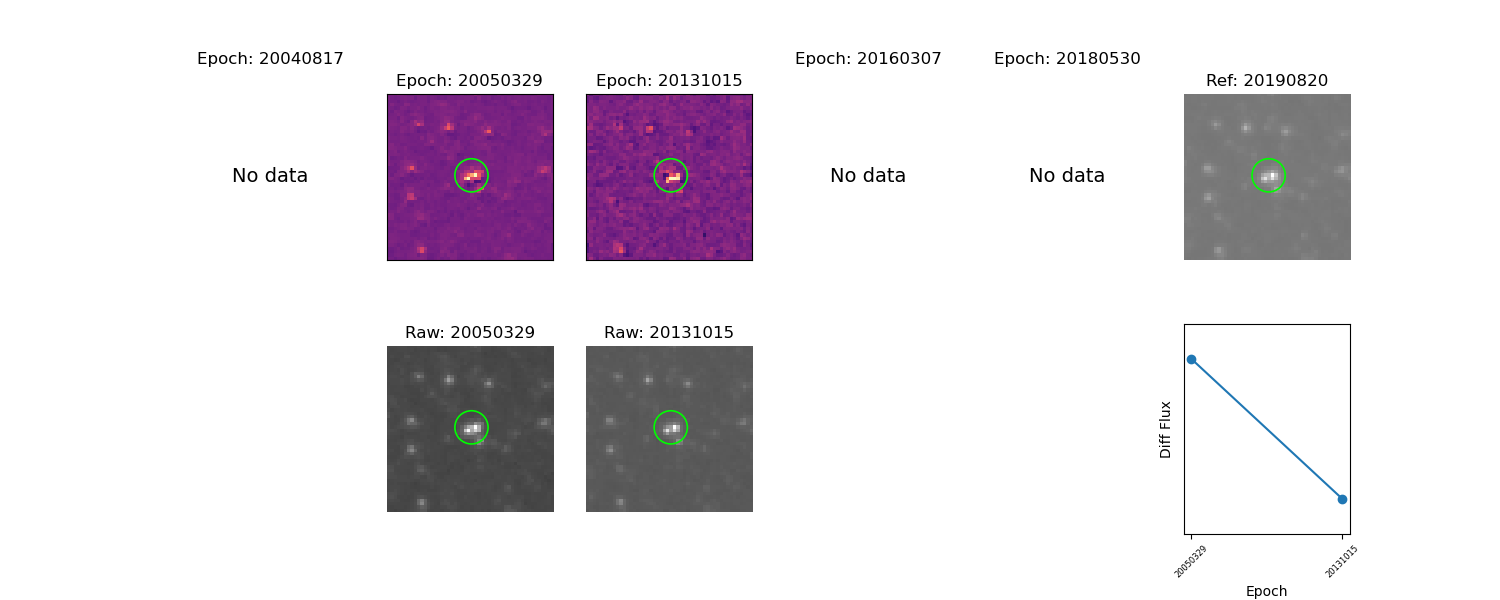 Epoch: 20040817
Epoch: 20050329
Epoch: 20131015
Epoch: 20160307
Epoch: 20180530
Ref: 20190820
No data
No data
No data
Raw: 20050329
Raw: 20131015
Diff Flux
20050329
20131015
Epoch